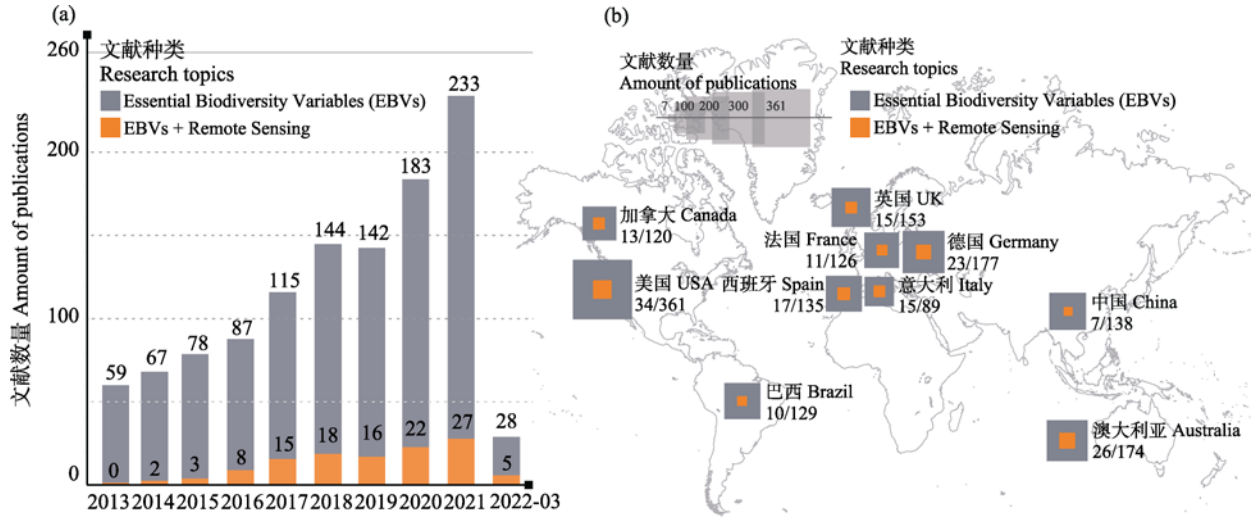 (a)
260
200
100
0
文献数量 Amount of publications
文献种类
Research topics
Essential Biodiversity Variables (EBVs)
EBVs + Remote Sensing
59
67
78
87
115
144
142
183
233
28
0
2
3
8
15
18
16
22
27
5
2013 2014 2015 2016 2017 2018 2019 2020 2021 2022-03
(b)
文献数量
Amount of publications
7 100 200 300 361
文献种类
Research topics
Essential Biodiversity Variables (EBVs)
EBVs + Remote Sensing
加拿大 Canada
13/120
英国 UK
15/153
法国 France
11/126
德国 Germany
23/177
美国 USA
34/361
西班牙 Spain
17/135
意大利 Italy
15/89
中国 China
7/138
巴西 Brazil
10/129
澳大利亚 Australia
26/174